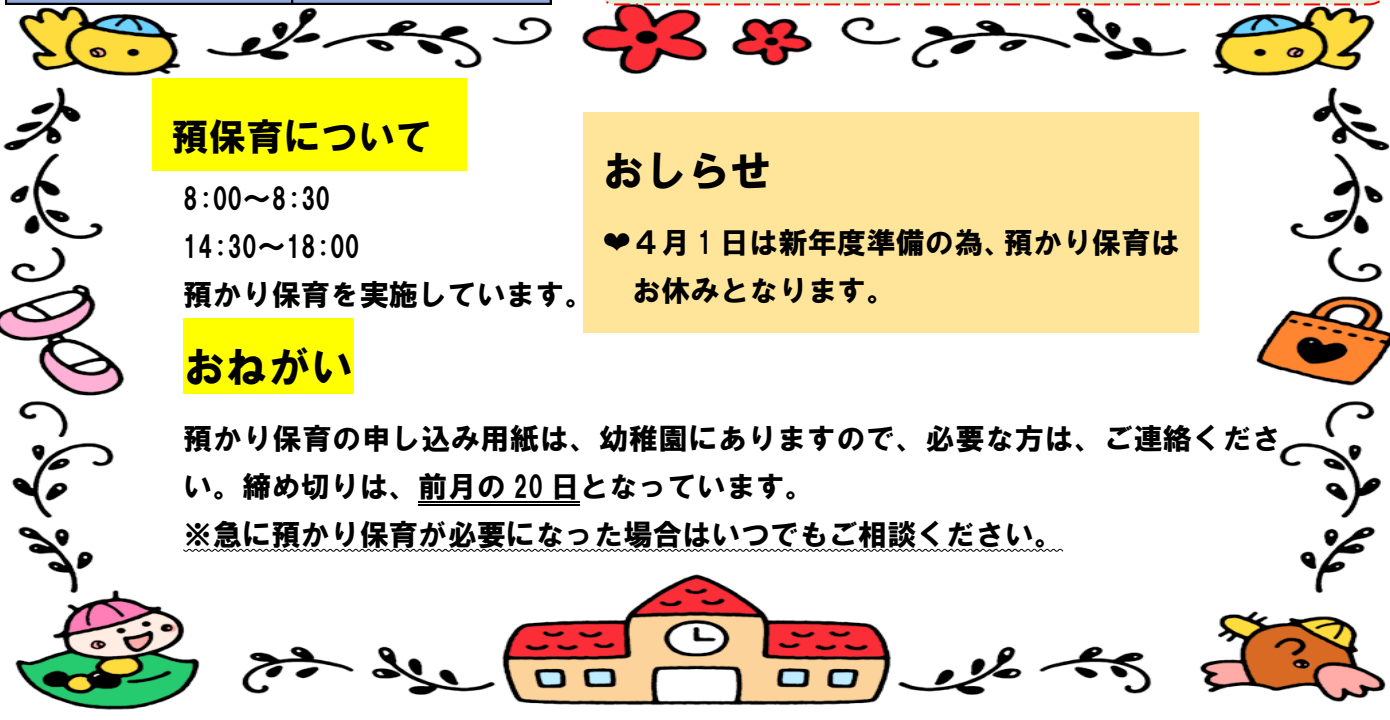 預保育について
8:00～8:30
14:30～18:00
預かり保育を実施しています。
おしらせ
❤４月１日は新年度準備の為、預かり保育は
お休みとなります。
おねがい
預かり保育の申し込み用紙は、幼稚園にありますので、必要な方は、ご連絡くださ
い。締め切りは、前月の 20 日となっています。
※急に預かり保育が必要になった場合はいつでもご相談ください。